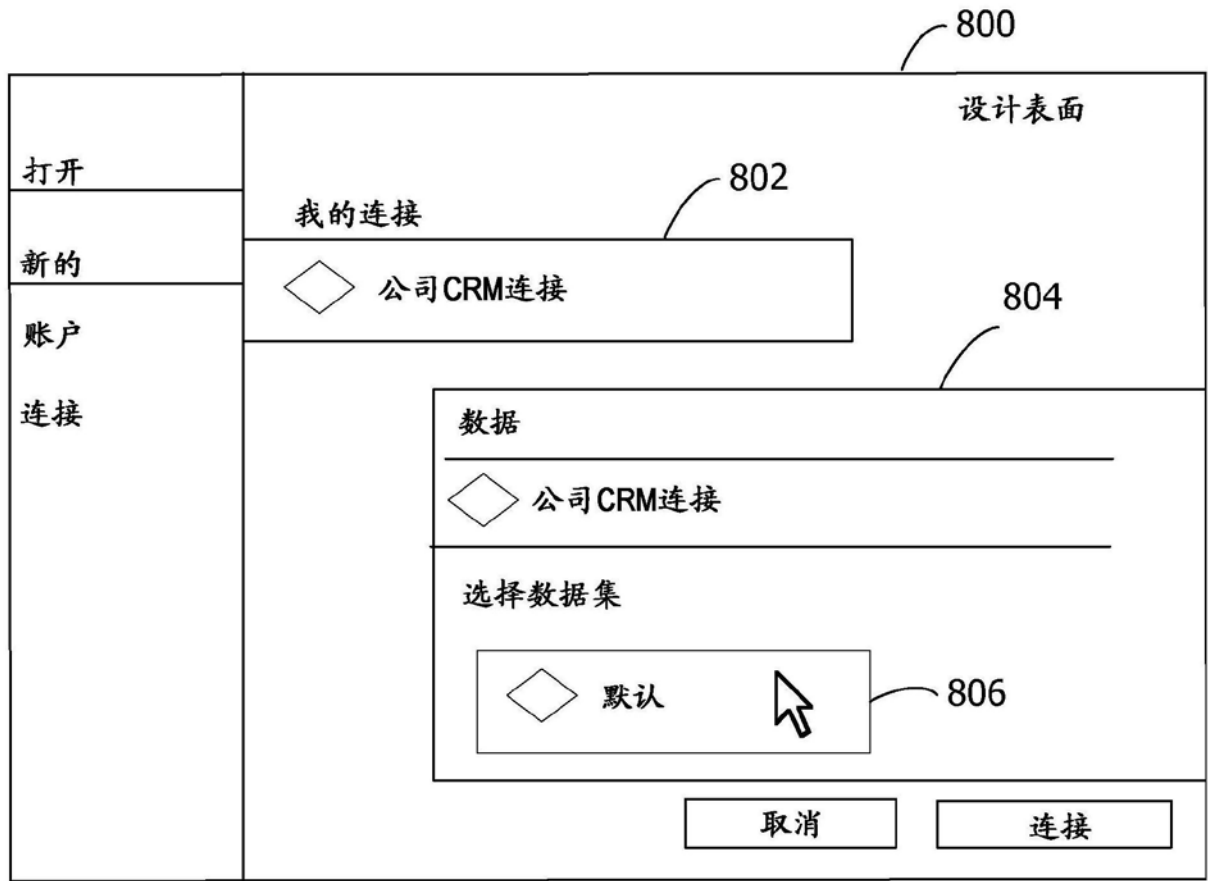 800
设计表面
打开
802
我的连接
新的
公司CRM连接
804
账户
连接
数据
公司CRM连接
选择数据集
默认
806
取消
连接